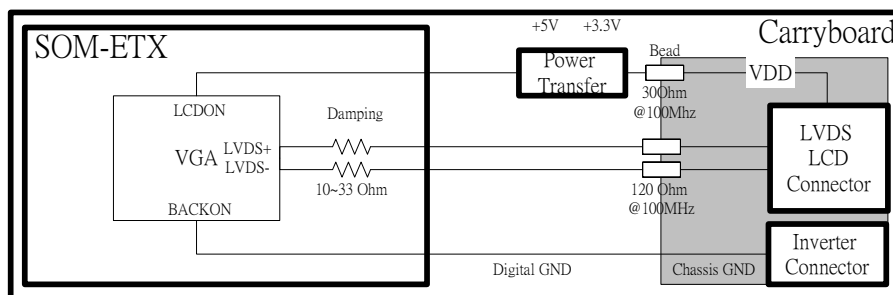 +5V +3.3V
Carryboard
SOM-ETX
Bead
Power
Transfer
VDD
LCDON
Damping
30Ohm
@100Mhz
VGA
LVDS+
LVDS-
LVDS
LCD
Connector
10~33 Ohm
120 Ohm
@100MHz
BACKON
Digital GND
Chassis GND
Inverter
Connector